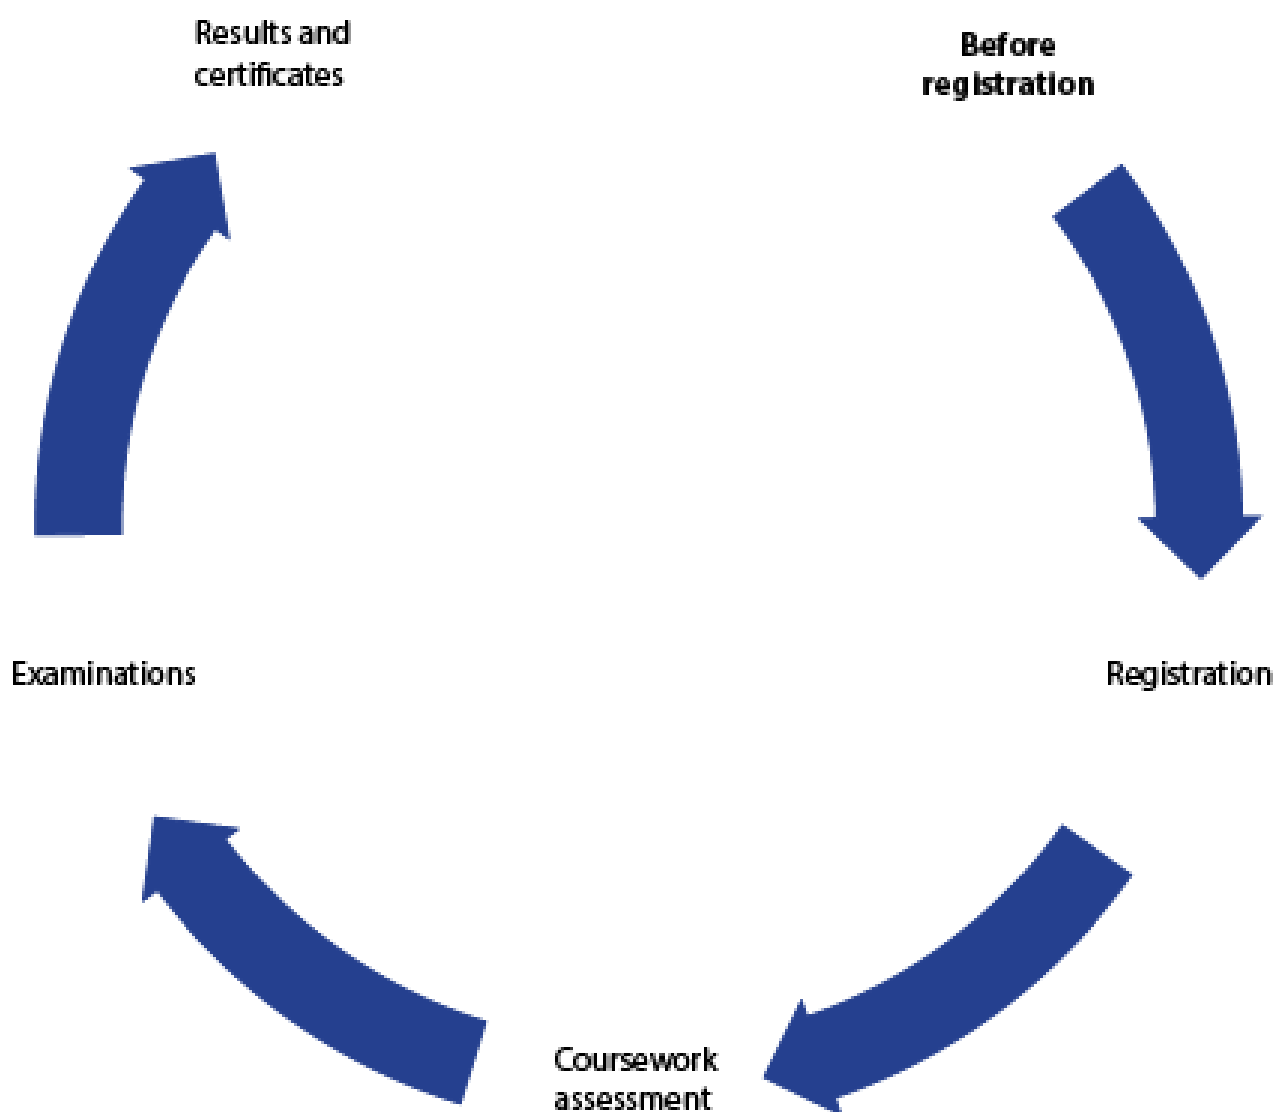 Results and
certificates
Before
registration
Examinations
Registration
Coursework
assessment